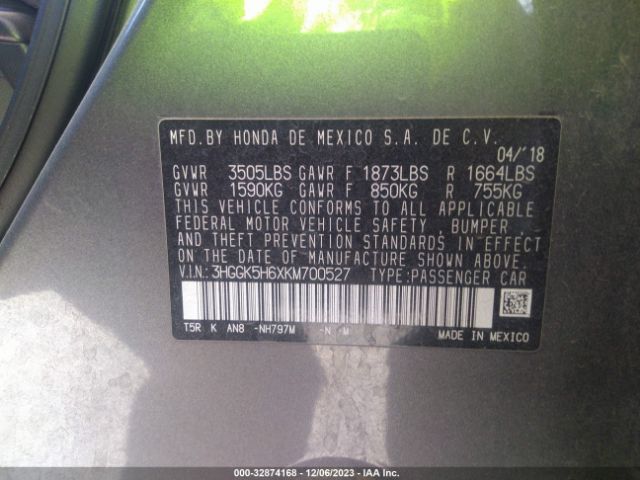 MFD.BY HONDA DE MEXICO S.A. DE C.V.
04/'18
GVWR 3505LBS GAWR F 1873LBS R 1664LBS
GVWR 1590KG GAWR F 850KG R 755KG
THIS VEHICLE CONFORMS TO ALL APPLICABLE
FEDERAL MOTOR VEHICLE SAFETY BUMPER
AND THEFT PREVENTION STANDARDS IN EFFECT
ON THE DATE OF MANUFACTURE SHOWN ABOVE.
V.I.N.: 3HGGK5H6XKM700527 TYPE:PASSENGER CAR
T5R K AN8 -NH797M -N M MADE IN MEXICO
000-32874168 - 12/06/2023 - IAA Inc.